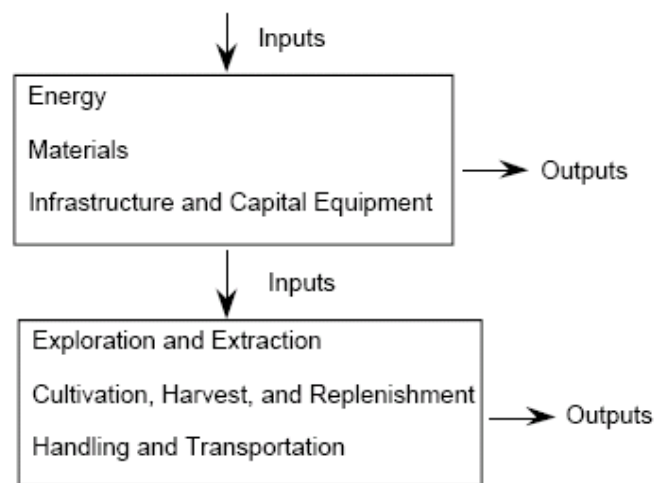 Inputs
Energy
Materials
Outputs
Infrastructure and Capital Equipment
Inputs
Exploration and Extraction
Cultivation, Harvest, and Replenishment
Outputs
Handling and Transportation